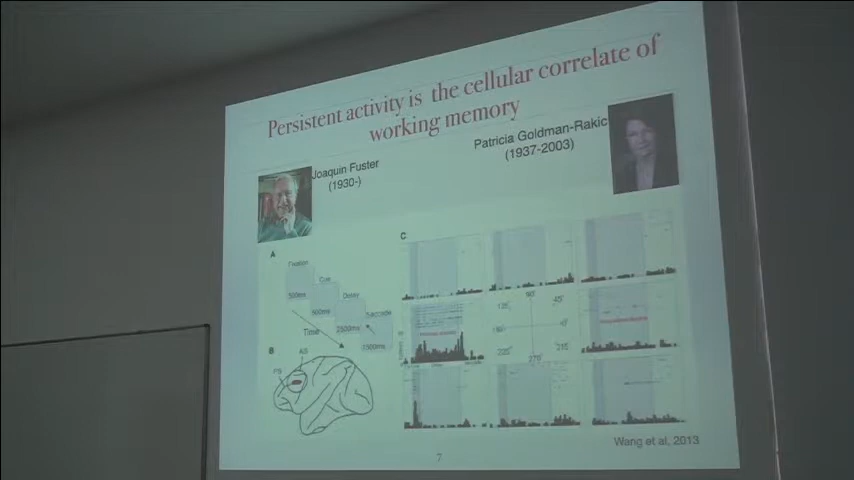 Persistent activity is the cellular correlate of
working memory
Joaquin Fuster
(1930-)
Patricia Goldman-Rakic
(1937-2003)
A
Fixation
Cue
Delay
Saccade
500ms
2500ms
1500ms
Time
B
AS
PS
C
135°
90°
45°
180°
0°
225°
270°
Wang et al, 2013
7